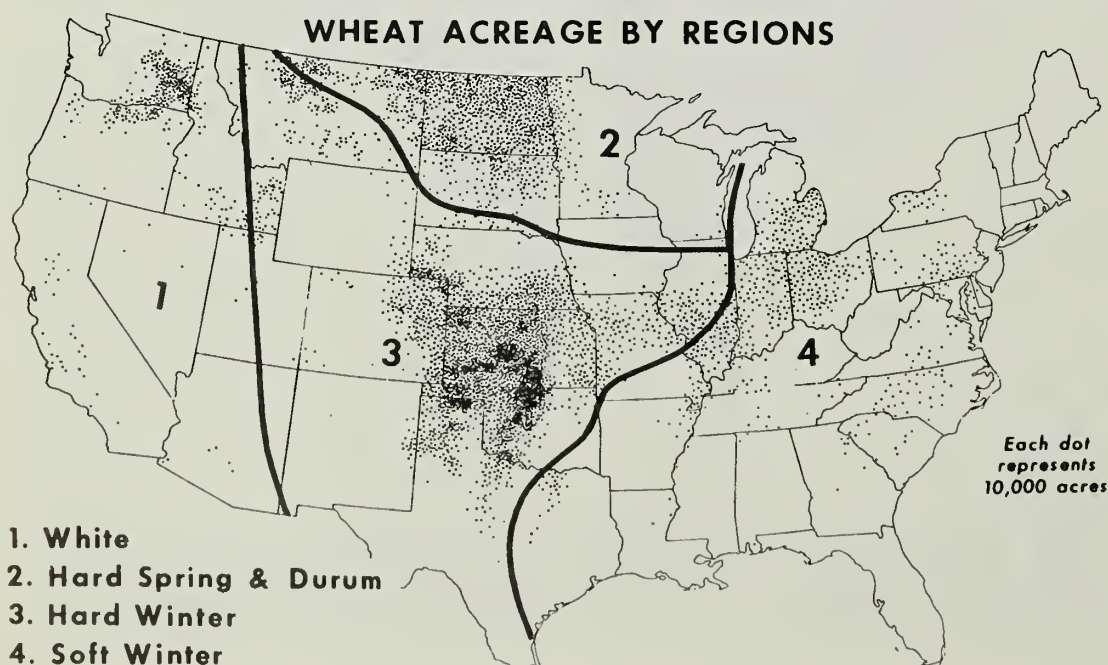 WHEAT ACREAGE BY REGIONS
2
1
3
4
Each dot
represents
10,000 acres
1. White
2. Hard Spring & Durum
3. Hard Winter
4. Soft Winter